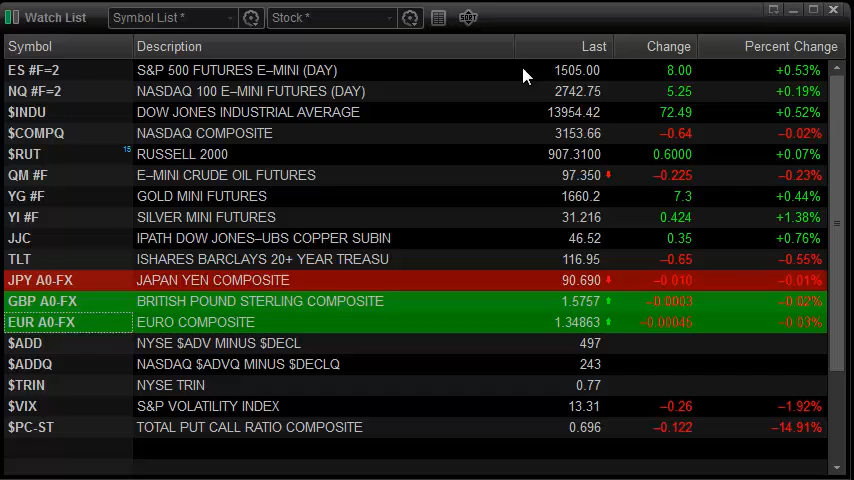 Watch List Symbol List * Stock * SORT
Symbol Description Last Change Percent Change
ES #F=2 S&P 500 FUTURES E–MINI (DAY) 1505.00 8.00 +0.53%
NQ #F=2 NASDAQ 100 E–MINI FUTURES (DAY) 2742.75 5.25 +0.19%
$INDU DOW JONES INDUSTRIAL AVERAGE 13954.42 72.49 +0.52%
$COMPQ NASDAQ COMPOSITE 3153.66 –0.64 –0.02%
$RUT 15 RUSSELL 2000 907.3100 0.6000 +0.07%
QM #F E–MINI CRUDE OIL FUTURES 97.350 –0.225 –0.23%
YG #F GOLD MINI FUTURES 1660.2 7.3 +0.44%
YI #F SILVER MINI FUTURES 31.216 0.424 +1.38%
JJC IPATH DOW JONES–UBS COPPER SUBIN 46.52 0.35 +0.76%
TLT ISHARES BARCLAYS 20+ YEAR TREASU 116.95 –0.65 –0.55%
JPY A0-FX JAPAN YEN COMPOSITE 90.690 –0.010 –0.01%
GBP A0-FX BRITISH POUND STERLING COMPOSITE 1.5757 –0.0003 –0.02%
EUR A0-FX EURO COMPOSITE 1.34863 –0.00045 –0.03%
$ADD NYSE $ADV MINUS $DECL 497
$ADDQ NASDAQ $ADVQ MINUS $DECLQ 243
$TRIN NYSE TRIN 0.77
$VIX S&P VOLATILITY INDEX 13.31 –0.26 –1.92%
$PC-ST TOTAL PUT CALL RATIO COMPOSITE 0.696 –0.122 –14.91%